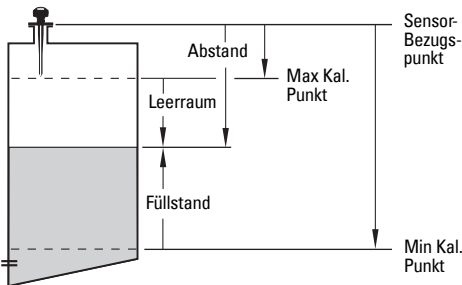 Sensor-
Bezugs-
punkt
Abstand
Max Kal.
Punkt
Leerraum
Füllstand
Min Kal.
Punkt